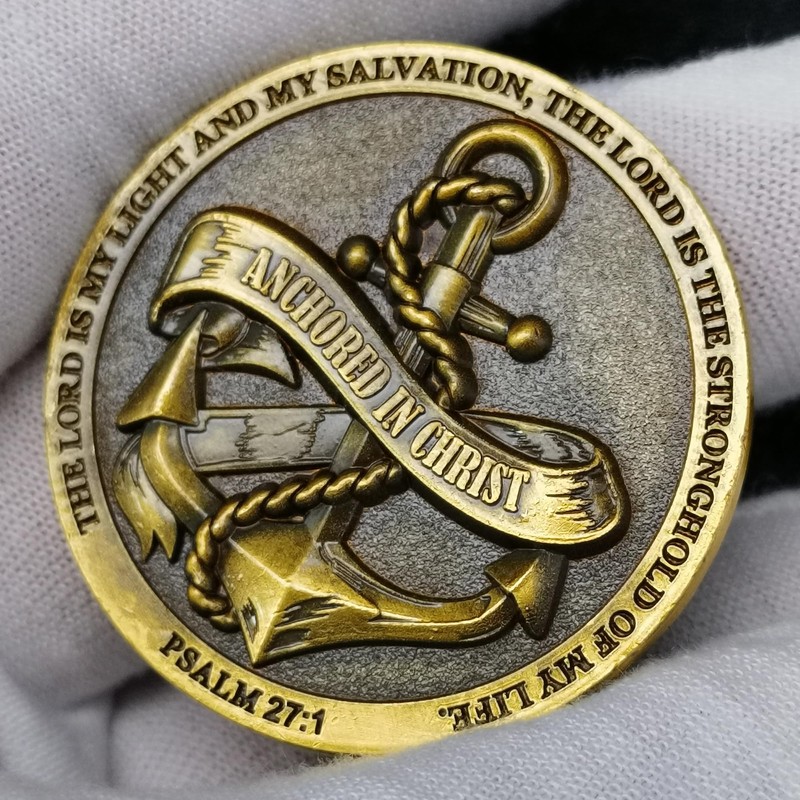 THE LORD IS MY LIGHT AND MY SALVATION, THE LORD IS THE STRONGHOLD OF MY LIFE.
PSALM 27:1
ANCHORED IN CHRIST